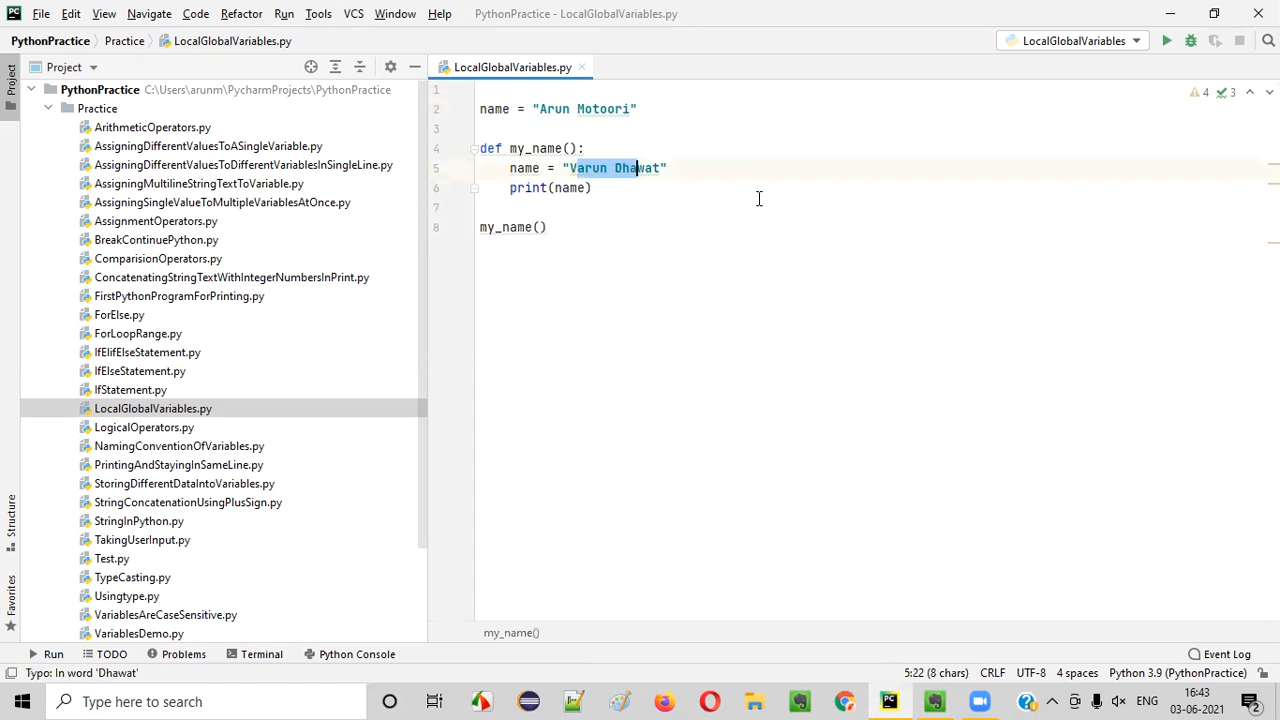 File Edit View Navigate Code Refactor Run Tools VCS Window Help PythonPractice - LocalGlobalVariables.py
PythonPractice Practice LocalGlobalVariables.py LocalGlobalVariables
Project LocalGlobalVariables.py
Project
PythonPractice C:\Users\arunm\PycharmProjects\PythonPractice
Practice
ArithmeticOperators.py
AssigningDifferentValuesToASingleVariable.py
AssigningDifferentValuesToDifferentVariablesInSingleLine.py
AssigningMultilineStringTextToVariable.py
AssigningSingleValueToMultipleVariablesAtOnce.py
AssignmentOperators.py
BreakContinuePython.py
ComparisionOperators.py
ConcatenatingStringTextWithIntegerNumbersInPrint.py
FirstPythonProgramForPrinting.py
ForElse.py
ForLoopRange.py
IfElifElseStatement.py
IfElseStatement.py
IfStatement.py
LocalGlobalVariables.py
LogicalOperators.py
NamingConventionOfVariables.py
PrintingAndStayingInSameLine.py
StoringDifferentDataIntoVariables.py
StringConcatenationUsingPlusSign.py
StringInPython.py
TakingUserInput.py
Test.py
TypeCasting.py
Usingtype.py
VariablesAreCaseSensitive.py
VariablesDemo.py
Structure
Favorites
4 3
1
2 name = "Arun Motoori"
3
4 def my_name():
5 name = "Varun Dhawat"
6 print(name)
7
8 my_name()
my_name()
Run TODO Problems Terminal Python Console Event Log
Typo: In word 'Dhawat' 5:22 (8 chars) CRLF UTF-8 4 spaces Python 3.9 (PythonPractice)
Type here to search ENG 16:43
03-06-2021 2